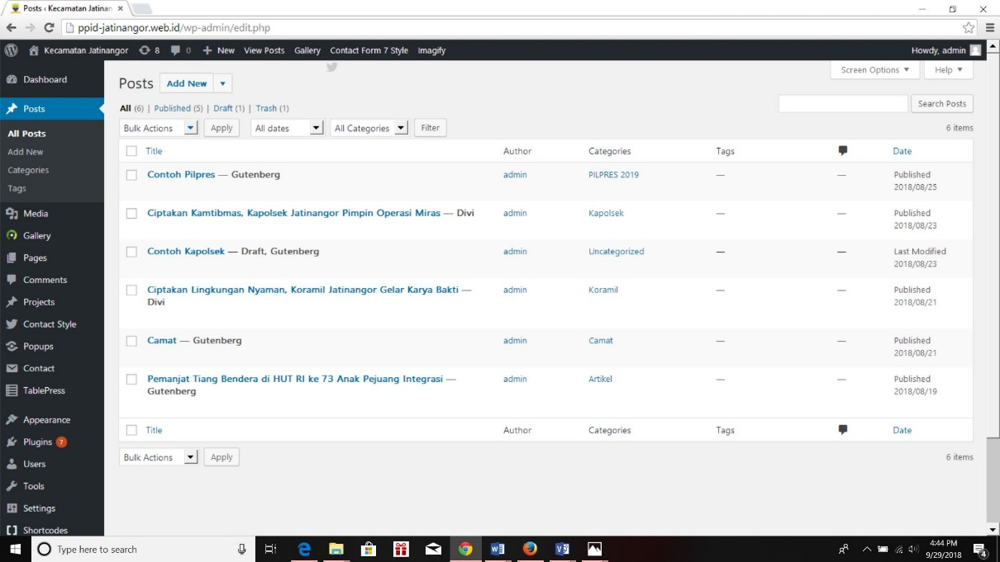 Posts ‹ Kecamatan Jatinan
ppid-jatinangor.web.id/wp-admin/edit.php
Kecamatan Jatinangor 8 0 + New View Posts Gallery Contact Form 7 Style Imagify Howdy, admin
Screen Options Help
Dashboard
Posts
All Posts
Add New
Categories
Tags
Media
Gallery
Pages
Comments
Projects
Contact Style
Popups
Contact
TablePress
Appearance
Plugins 7
Users
Tools
Settings
Shortcodes
Posts Add New
All (6) | Published (5) | Draft (1) | Trash (1)
Search Posts
Bulk Actions Apply All dates All Categories Filter 6 items
Title Author Categories Tags Date
Contoh Pilpres — Gutenberg admin PILPRES 2019 — — Published
2018/08/25
Ciptakan Kamtibmas, Kapolsek Jatinangor Pimpin Operasi Miras — Divi admin Kapolsek — — Published
2018/08/23
Contoh Kapolsek — Draft, Gutenberg admin Uncategorized — — Last Modified
2018/08/23
Ciptakan Lingkungan Nyaman, Koramil Jatinangor Gelar Karya Bakti — admin Koramil — — Published
Divi 2018/08/21
Camat — Gutenberg admin Camat — — Published
2018/08/21
Pemanjat Tiang Bendera di HUT RI ke 73 Anak Pejuang Integrasi — admin Artikel — — Published
Gutenberg 2018/08/19
Title Author Categories Tags Date
Bulk Actions Apply 6 items
Type here to search
4:44 PM
9/29/2018
4